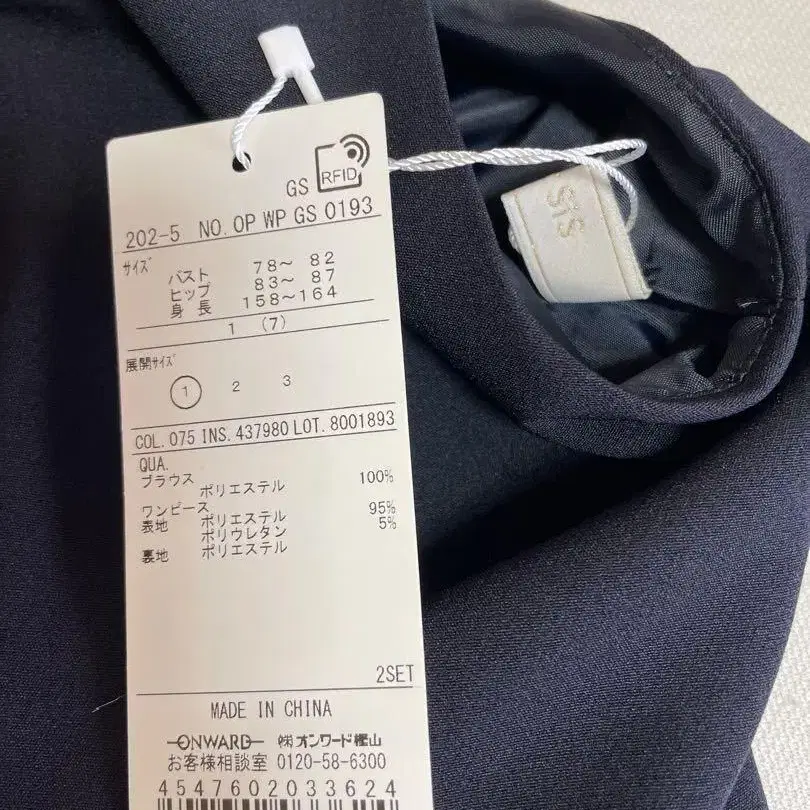 GS RFID
202-5 NO. OP WP GS 0193
サイズ
バスト 78～ 82
ヒップ 83～ 87
身長 158～164
1 (7)
展開サイズ
1 2 3
COL. 075 INS. 437980 LOT. 8001893
QUA.
ブラウス
ポリエステル 100%
ワンピース
表地 ポリエステル 95%
ポリウレタン 5%
裏地 ポリエステル
2SET
MADE IN CHINA
ONWARD ㈱オンワード樫山
お客様相談室 0120-58-6300
4547602033624
SIS